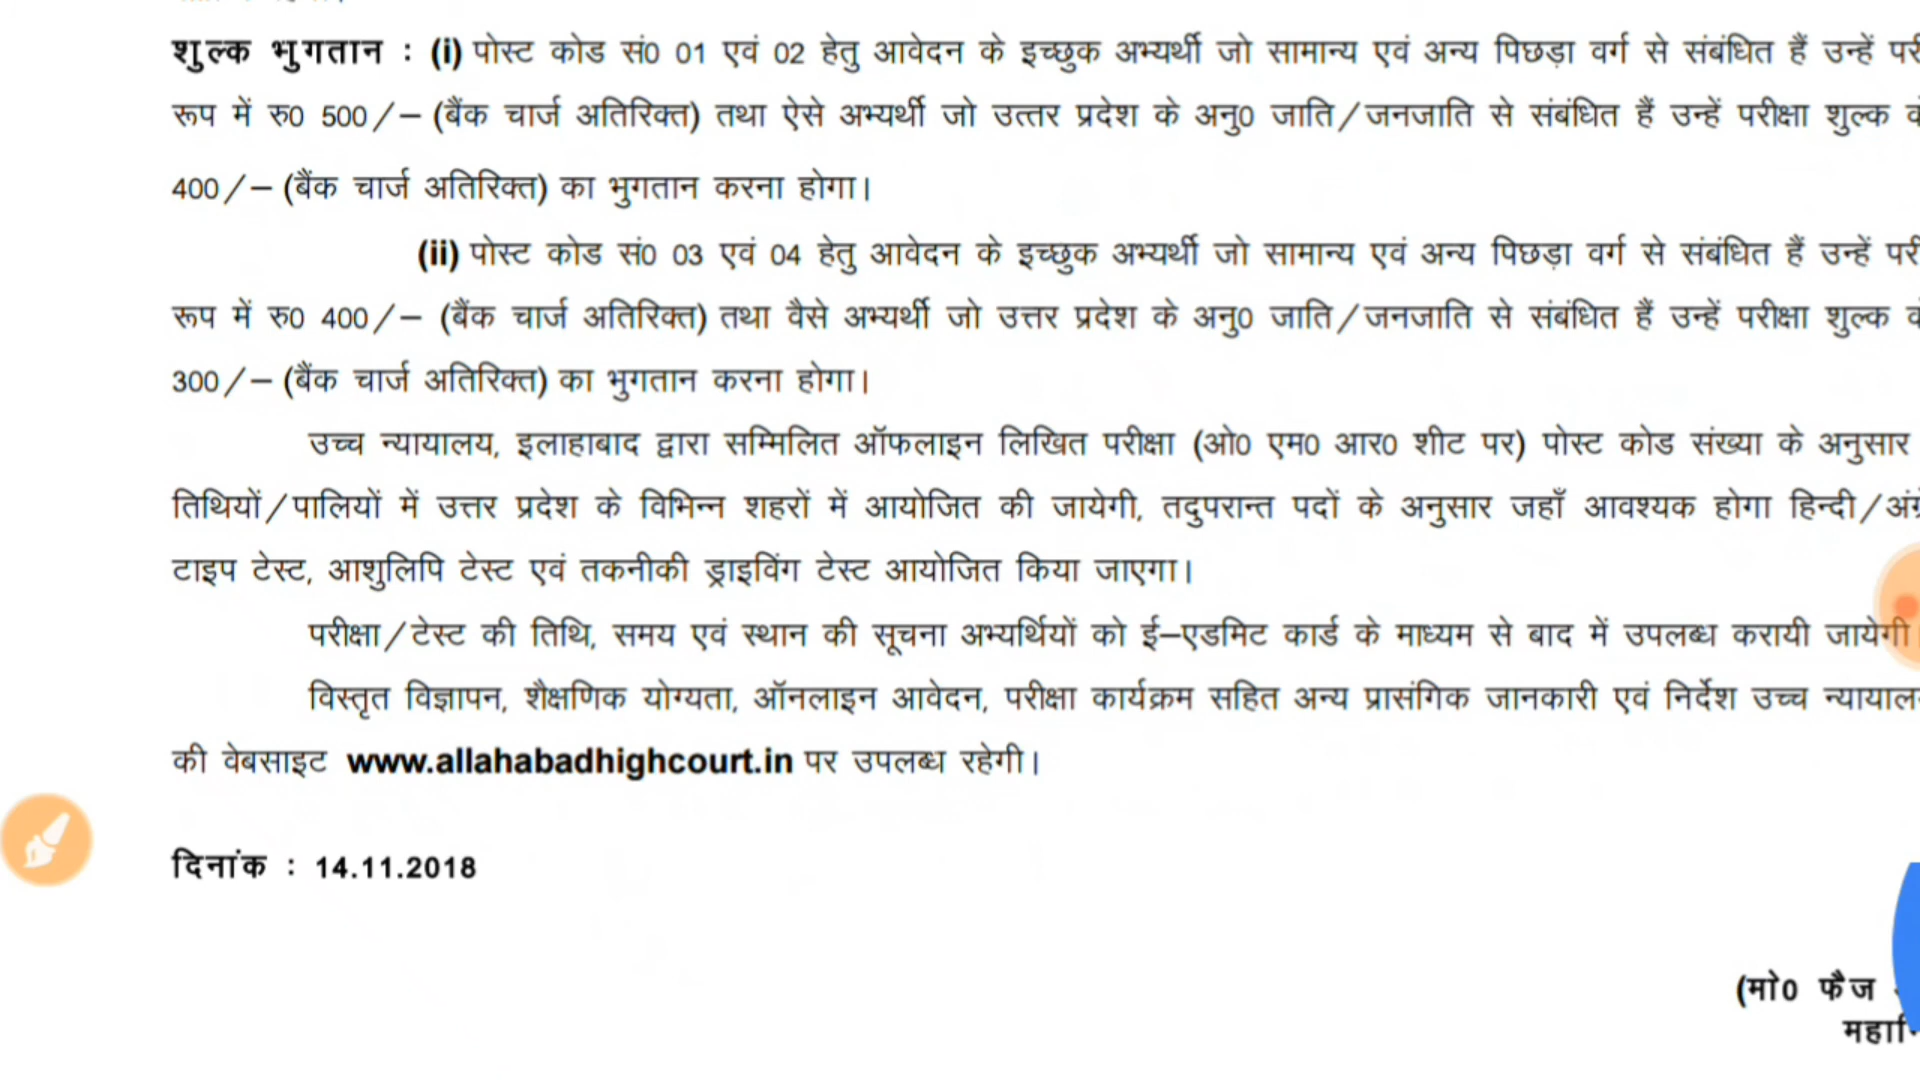 शुल्क भुगतान : (i) पोस्ट कोड सं0 01 एवं 02 हेतु आवेदन के इच्छुक अभ्यर्थी जो सामान्य एवं अन्य पिछड़ा वर्ग से संबंधित हैं उन्हें
रूप में रु0 500/– (बैंक चार्ज अतिरिक्त) तथा ऐसे अभ्यर्थी जो उत्तर प्रदेश के अनु0 जाति/जनजाति से संबंधित हैं उन्हें परीक्षा शुल्क
400/– (बैंक चार्ज अतिरिक्त) का भुगतान करना होगा।
(ii) पोस्ट कोड सं0 03 एवं 04 हेतु आवेदन के इच्छुक अभ्यर्थी जो सामान्य एवं अन्य पिछड़ा वर्ग से संबंधित हैं उन्हें
रूप में रु0 400/– (बैंक चार्ज अतिरिक्त) तथा वैसे अभ्यर्थी जो उत्तर प्रदेश के अनु0 जाति/जनजाति से संबंधित हैं उन्हें परीक्षा शुल्क
300/– (बैंक चार्ज अतिरिक्त) का भुगतान करना होगा।
उच्च न्यायालय, इलाहाबाद द्वारा सम्मिलित ऑफलाइन लिखित परीक्षा (ओ0 एम0 आर0 शीट पर) पोस्ट कोड संख्या के अनुसार
तिथियों/पालियों में उत्तर प्रदेश के विभिन्न शहरों में आयोजित की जायेगी, तदुपरान्त पदों के अनुसार जहाँ आवश्यक होगा हिन्दी/
टाइप टेस्ट, आशुलिपि टेस्ट एवं तकनीकी ड्राइविंग टेस्ट आयोजित किया जाएगा।
परीक्षा/टेस्ट की तिथि, समय एवं स्थान की सूचना अभ्यर्थियों को ई–एडमिट कार्ड के माध्यम से बाद में उपलब्ध करायी जायेगी
विस्तृत विज्ञापन, शैक्षणिक योग्यता, ऑनलाइन आवेदन, परीक्षा कार्यक्रम सहित अन्य प्रासंगिक जानकारी एवं निर्देश उच्च
की वेबसाइट www.allahabadhighcourt.in पर उपलब्ध रहेगी।
दिनांक : 14.11.2018
(मो0 फैज